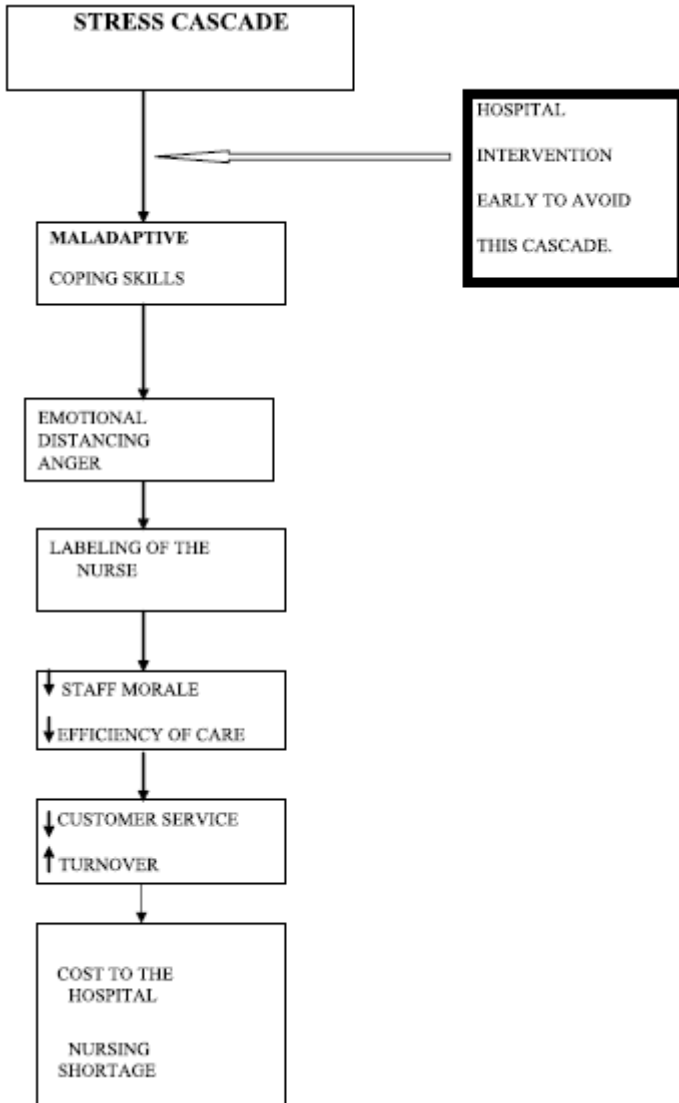 STRESS CASCADE
HOSPITAL
INTERVENTION
EARLY TO AVOID
THIS CASCADE.
MALADAPTIVE
COPING SKILLS
EMOTIONAL
DISTANCING
ANGER
LABELING OF THE
NURSE
↓ STAFF MORALE
↓ EFFICIENCY OF CARE
↓ CUSTOMER SERVICE
↑ TURNOVER
COST TO THE
HOSPITAL
NURSING
SHORTAGE